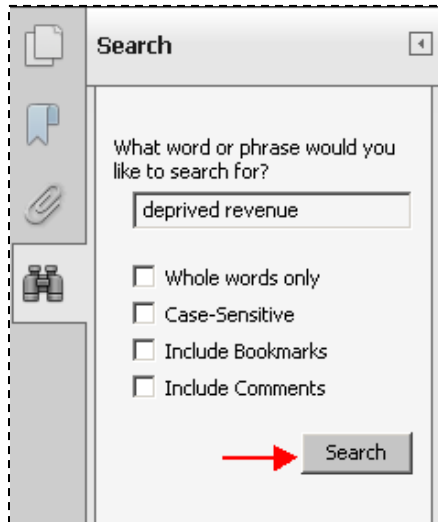 Search
What word or phrase would you
like to search for?
deprived revenue
Whole words only
Case-Sensitive
Include Bookmarks
Include Comments
Search